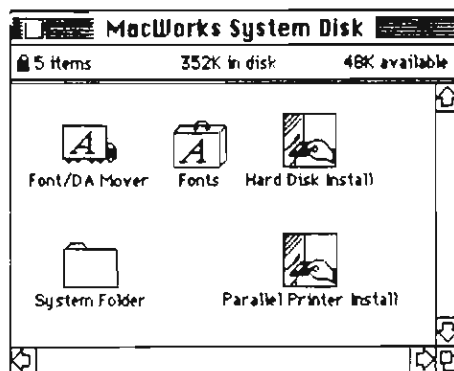 MacWorks System Disk
5 items 352K in disk 48K available
Font/DA Mover Fonts Hard Disk Install
System Folder Parallel Printer Install